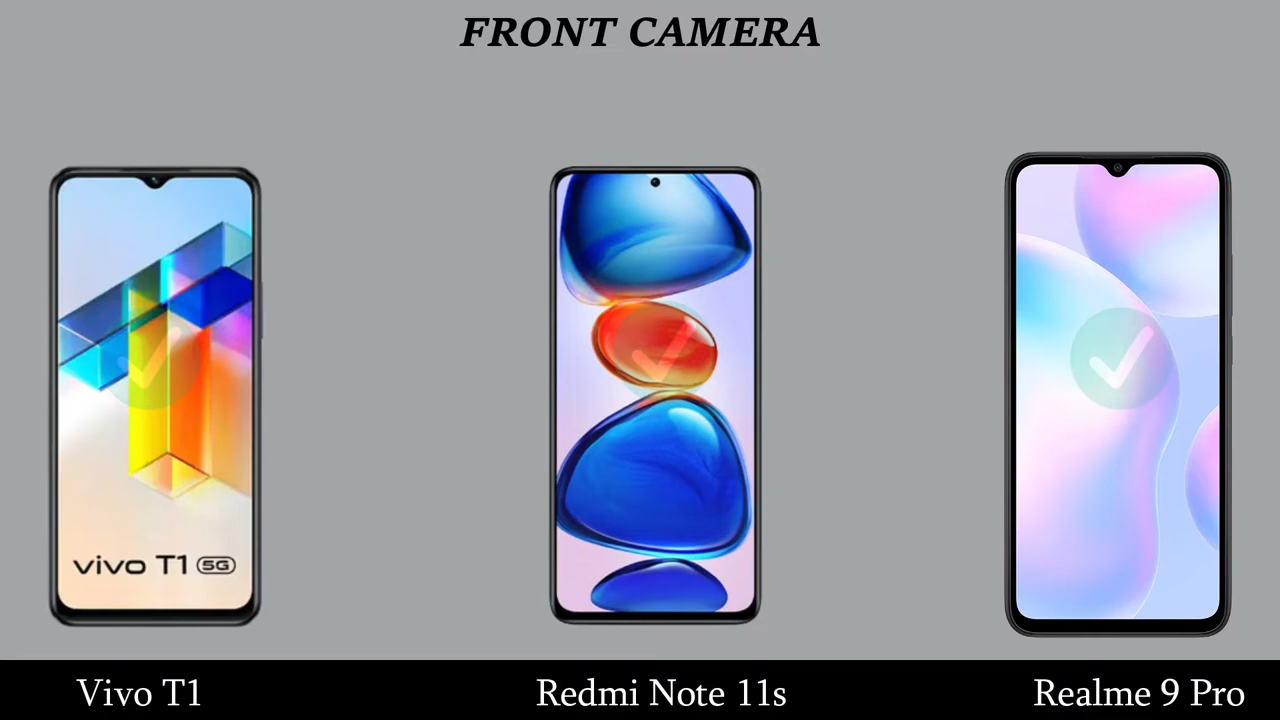 FRONT CAMERA
vivo T1 5G
Vivo T1
Redmi Note 11s
Realme 9 Pro